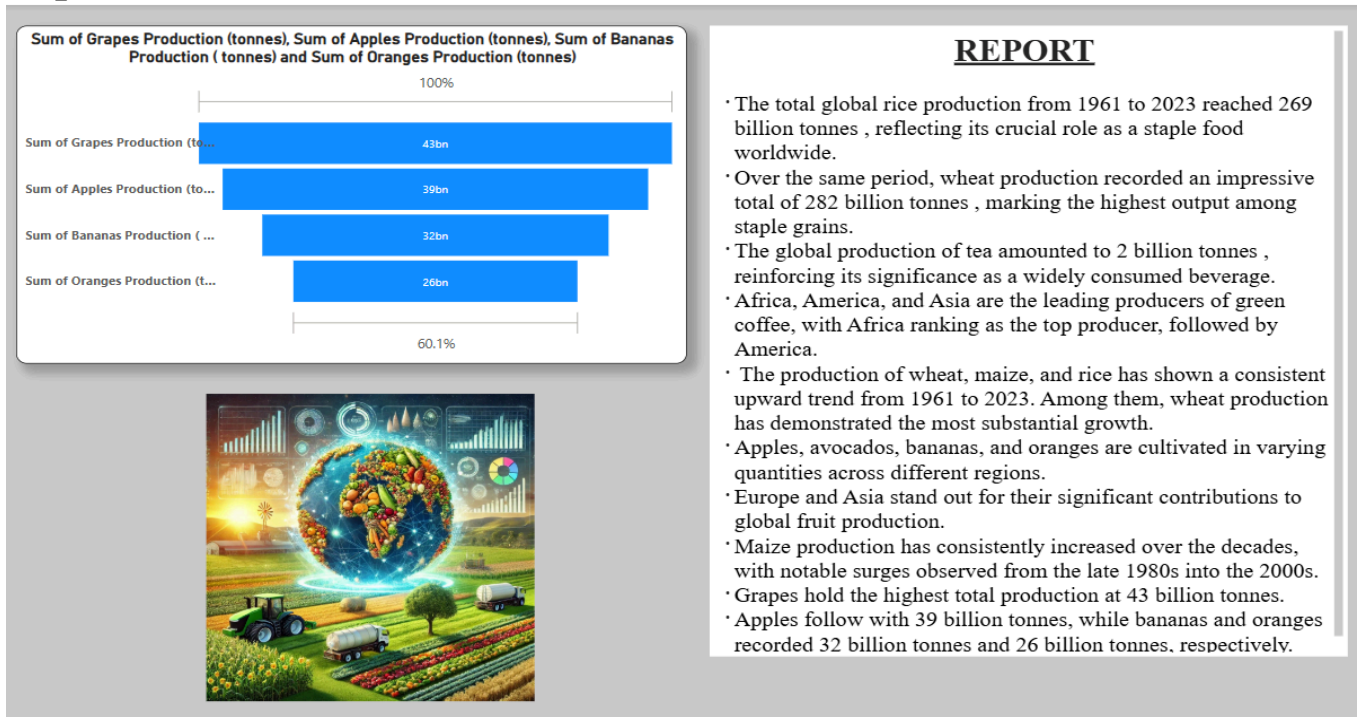 Sum of Grapes Production (tonnes), Sum of Apples Production (tonnes), Sum of Bananas
Production ( tonnes) and Sum of Oranges Production (tonnes)
100%
Sum of Grapes Production (to...
43bn
Sum of Apples Production (to...
39bn
Sum of Bananas Production ( ...
32bn
Sum of Oranges Production (t...
26bn
60.1%
REPORT
· The total global rice production from 1961 to 2023 reached 269
billion tonnes , reflecting its crucial role as a staple food
worldwide.
· Over the same period, wheat production recorded an impressive
total of 282 billion tonnes , marking the highest output among
staple grains.
· The global production of tea amounted to 2 billion tonnes ,
reinforcing its significance as a widely consumed beverage.
· Africa, America, and Asia are the leading producers of green
coffee, with Africa ranking as the top producer, followed by
America.
· The production of wheat, maize, and rice has shown a consistent
upward trend from 1961 to 2023. Among them, wheat production
has demonstrated the most substantial growth.
· Apples, avocados, bananas, and oranges are cultivated in varying
quantities across different regions.
· Europe and Asia stand out for their significant contributions to
global fruit production.
· Maize production has consistently increased over the decades,
with notable surges observed from the late 1980s into the 2000s.
· Grapes hold the highest total production at 43 billion tonnes.
· Apples follow with 39 billion tonnes, while bananas and oranges
recorded 32 billion tonnes and 26 billion tonnes, respectively.